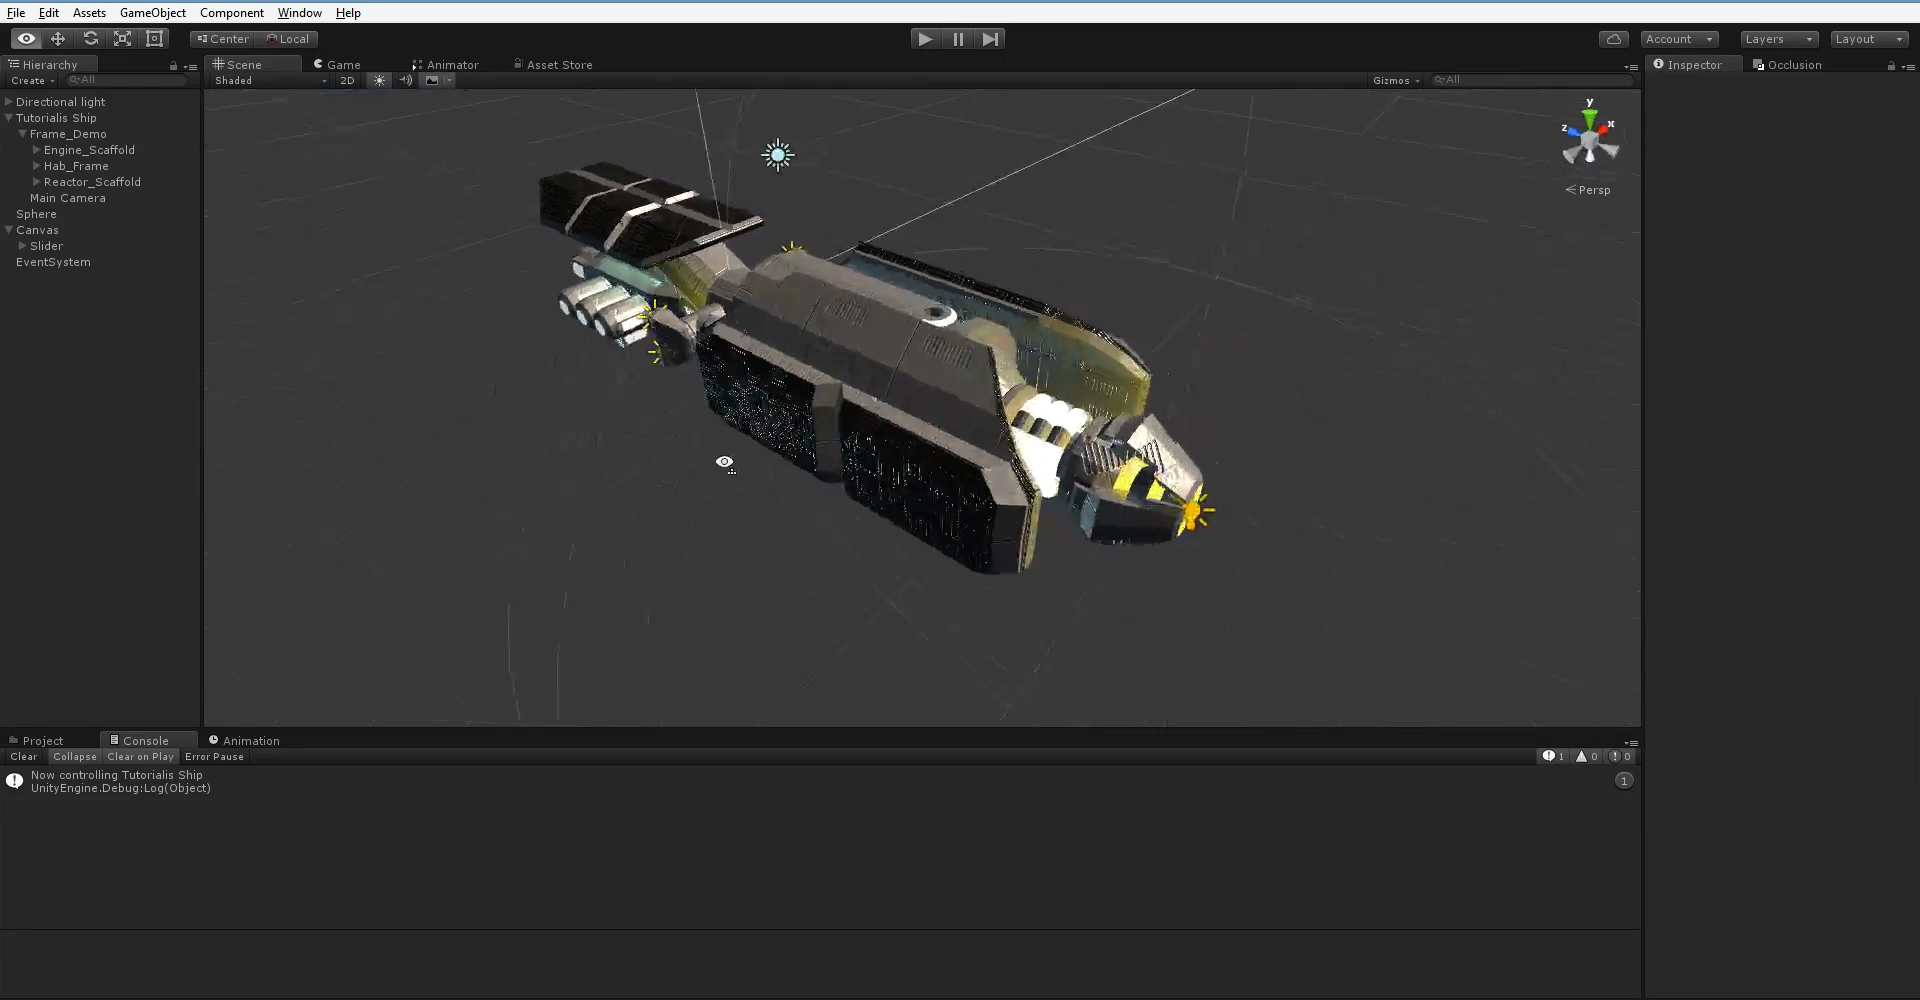 File Edit Assets GameObject Component Window Help
Center Local
Account Layers Layout
Hierarchy
Create All
Directional light
Tutorialis Ship
Frame_Demo
Engine_Scaffold
Hab_Frame
Reactor_Scaffold
Main Camera
Sphere
Canvas
Slider
EventSystem
Scene Game Animator Asset Store
Shaded 2D Gizmos All
y
z x
Persp
Inspector Occlusion
Project Console Animation
Clear Collapse Clear on Play Error Pause 1 0 0
Now controlling Tutorialis Ship
UnityEngine.Debug:Log(Object)
1